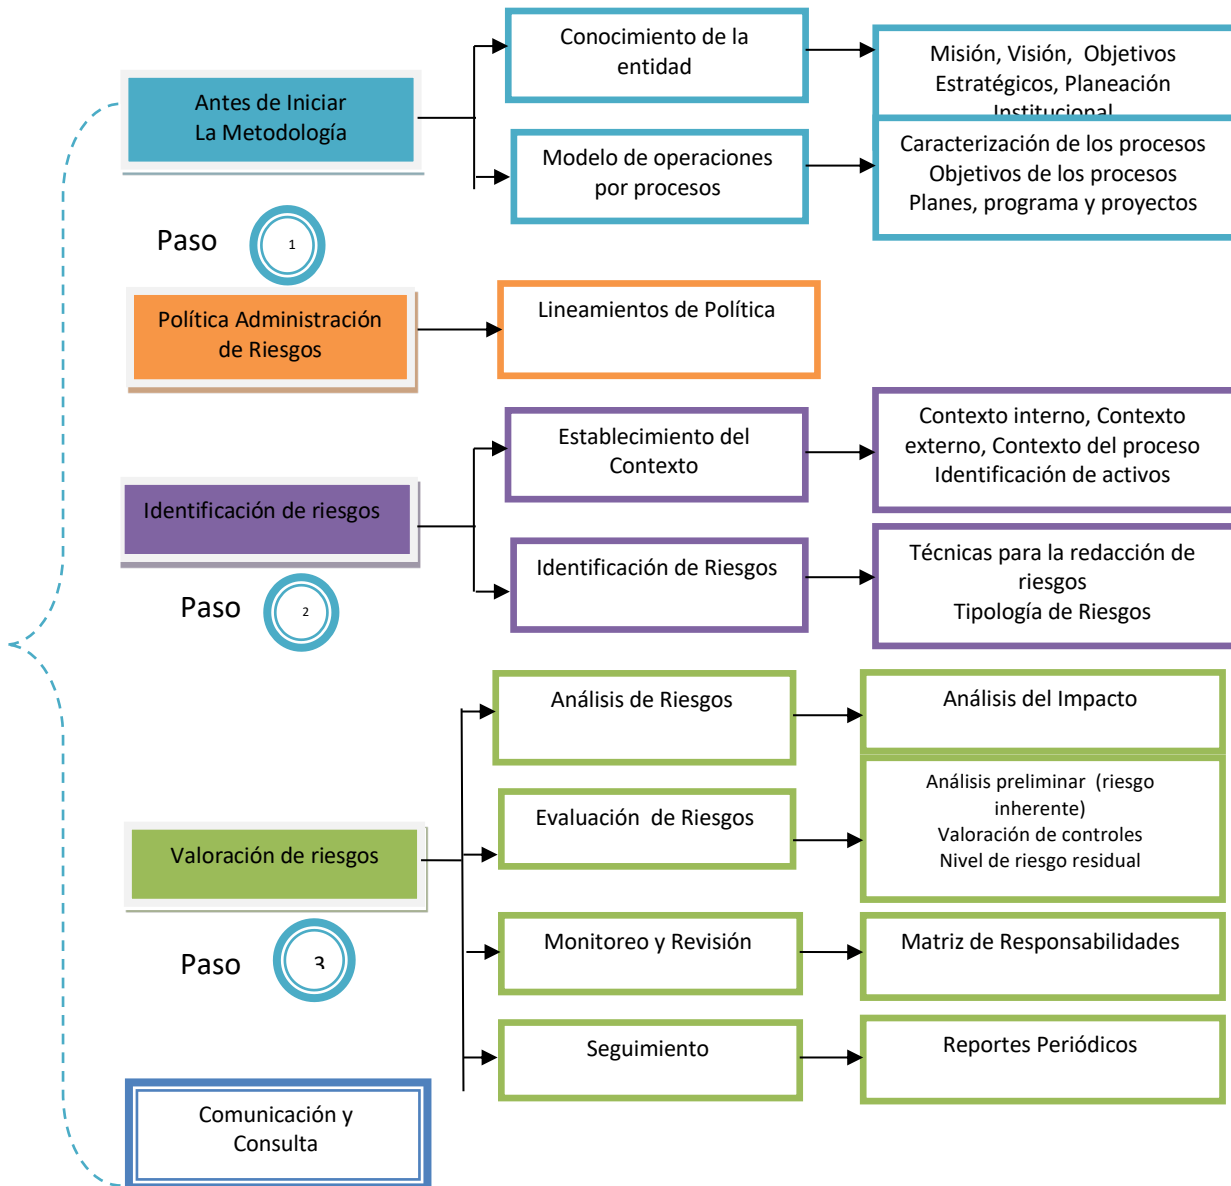 Antes de Iniciar
La Metodología
Conocimiento de la
entidad
Misión, Visión, Objetivos
Estratégicos, Planeación
Institucional
Modelo de operaciones
por procesos
Caracterización de los procesos
Objetivos de los procesos
Planes, programa y proyectos
Paso 1
Política Administración
de Riesgos
Lineamientos de Política
Identificación de riesgos
Establecimiento del
Contexto
Contexto interno, Contexto
externo, Contexto del proceso
Identificación de activos
Identificación de Riesgos
Técnicas para la redacción de
riesgos
Tipología de Riesgos
Paso 2
Valoración de riesgos
Análisis de Riesgos
Análisis del Impacto
Evaluación de Riesgos
Análisis preliminar (riesgo
inherente)
Valoración de controles
Nivel de riesgo residual
Monitoreo y Revisión
Matriz de Responsabilidades
Seguimiento
Reportes Periódicos
Paso 3
Comunicación y
Consulta